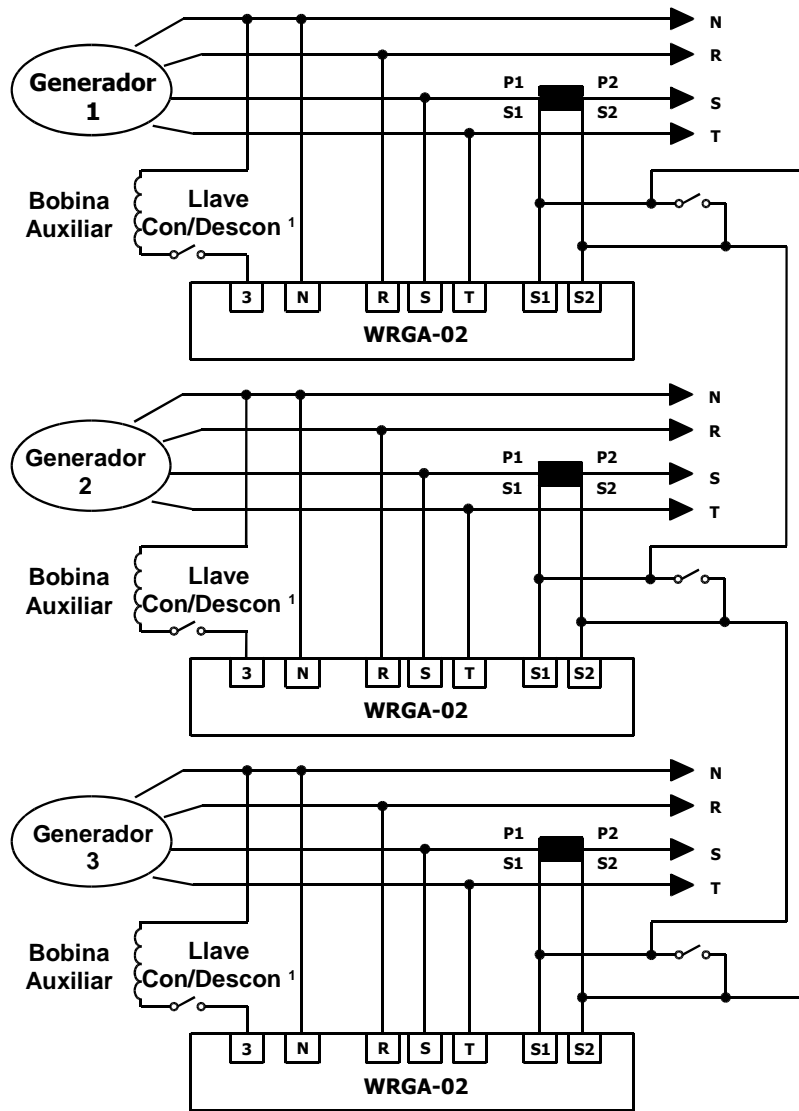 N
R
Generador
1
P1 P2
S
S1 S2
T
Bobina
Auxiliar
Llave
Con/Descon ¹
3 N R S T S1 S2
WRGA-02
N
R
Generador
2
P1 P2
S
S1 S2
T
Bobina
Auxiliar
Llave
Con/Descon ¹
3 N R S T S1 S2
WRGA-02
N
R
Generador
3
P1 P2
S
S1 S2
T
Bobina
Auxiliar
Llave
Con/Descon ¹
3 N R S T S1 S2
WRGA-02